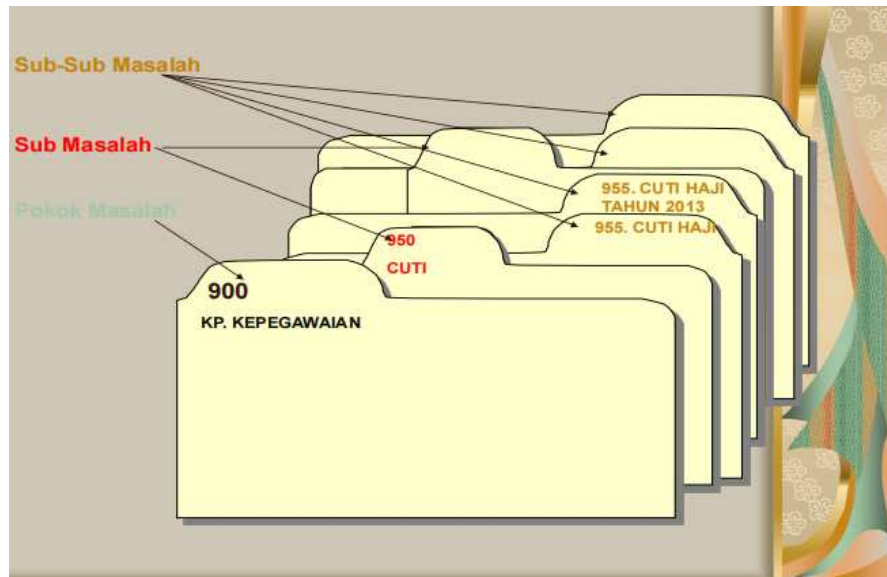 Sub-Sub Masalah
Sub Masalah
Pokok Masalah
955. CUTI HAJI
TAHUN 2013
955. CUTI HAJI
950
CUTI
900
KP. KEPEGAWAIAN